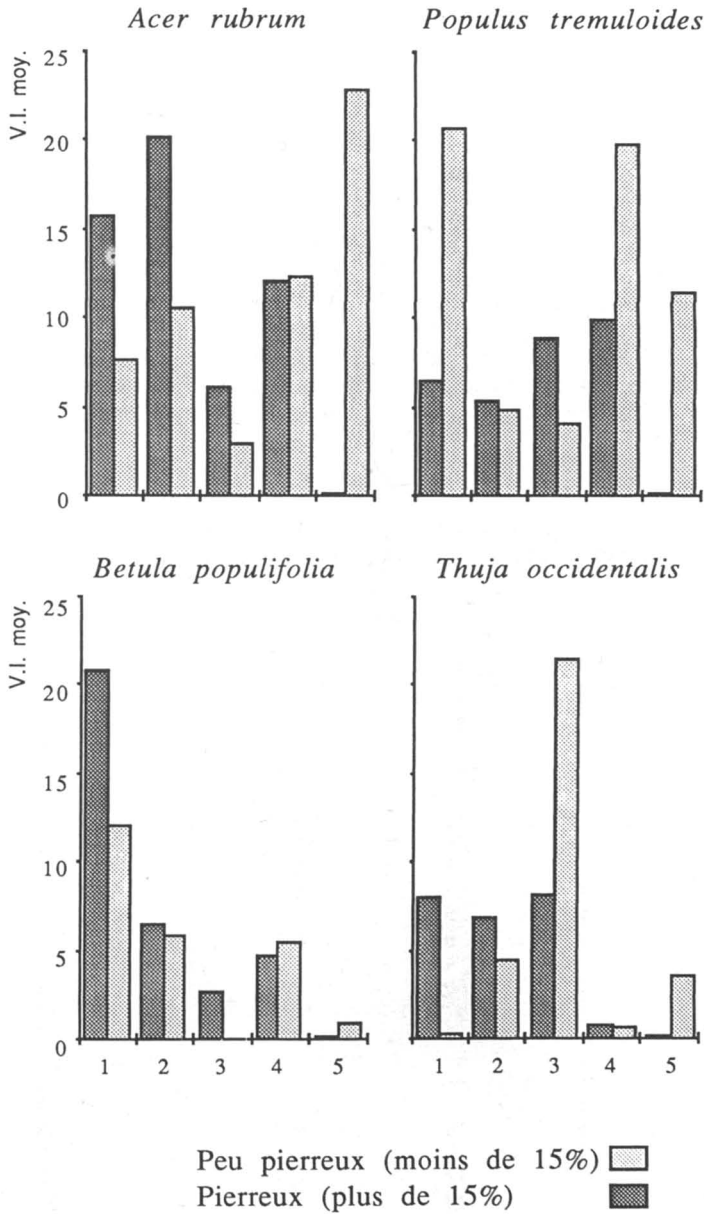 Acer rubrum
Populus tremuloides
V.I. moy.
25
20
15
10
5
0
Betula populifolia
Thuja occidentalis
V.I. moy.
25
20
15
10
5
0
1 2 3 4 5
1 2 3 4 5
Peu pierreux (moins de 15%)
Pierreux (plus de 15%)